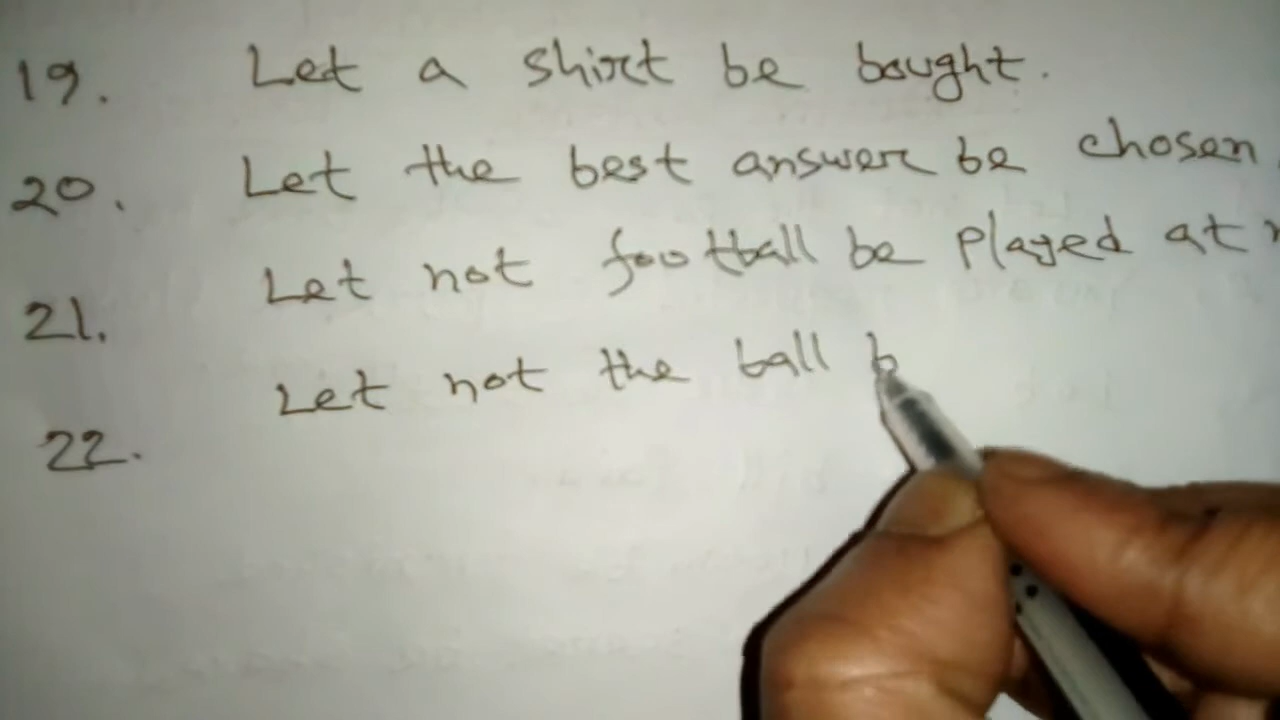 19. Let a shirt be bought.
20. Let the best answer be chosen.
21. Let not football be played at
22. Let not the ball b